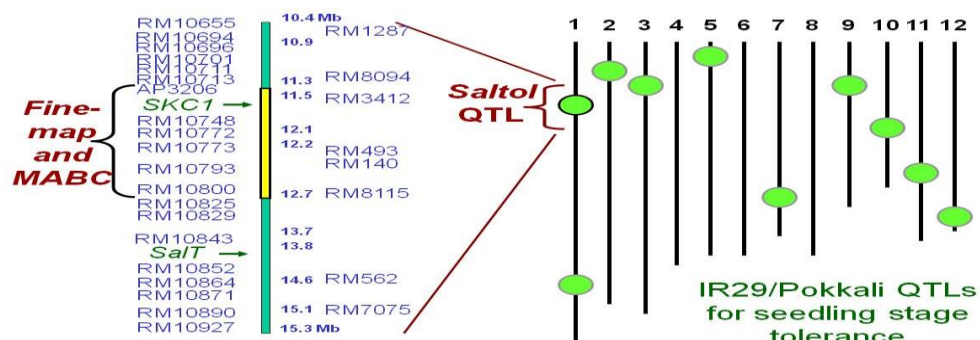 RM10655
RM10694
RM10696
RM10701
RM10711
RM10713
AP3206
SKC1
RM10748
RM10772
RM10773
RM10793
RM10800
RM10825
RM10829
RM10843
SalT
RM10852
RM10864
RM10871
RM10890
RM10927
Fine-
map
and
MABC
10.4 Mb
10.9
11.3
11.5
12.1
12.2
12.7
13.7
13.8
14.6
15.1
15.3 Mb
RM1287
RM8094
RM3412
RM493
RM140
RM8115
RM562
RM7075
Saltol
QTL
1 2 3 4 5 6 7 8 9 10 11 12
IR29/Pokkali QTLs
for seedling stage
tolerance